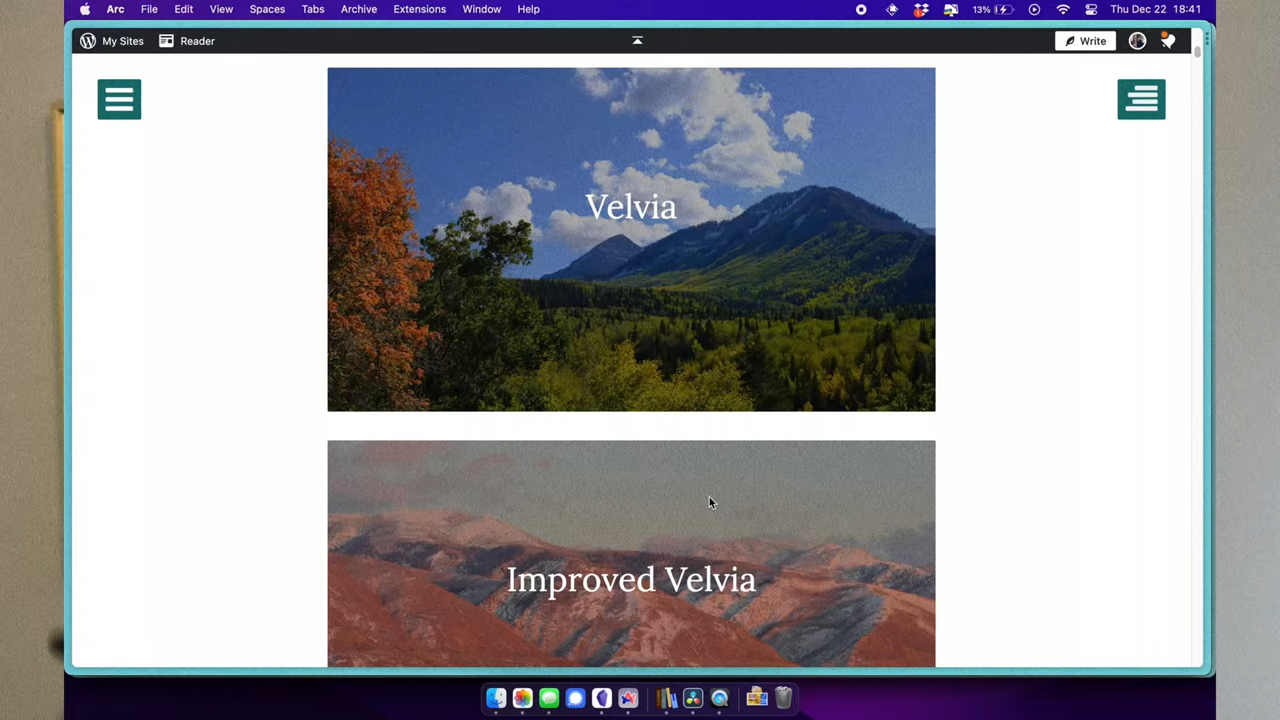 Arc File Edit View Spaces Tabs Archive Extensions Window Help 13% Thu Dec 22 18:41
My Sites Reader Write
Velvia
Improved Velvia